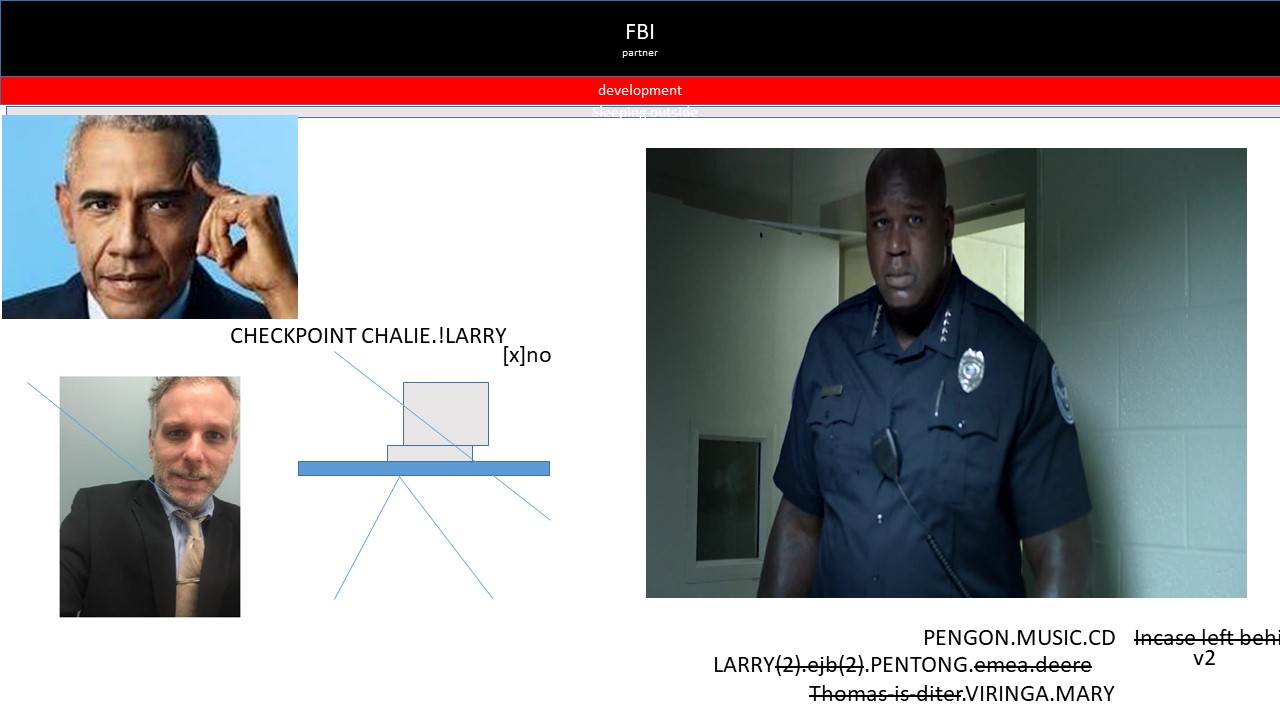 FBI
partner
development
Sleeping outside
CHECKPOINT CHALIE.!LARRY
[x]no
PENGON.MUSIC.CD
Incase left behi
v2
LARRY(2).ejb(2).PENTONG.emea.deere
Thomas-is-diter.VIRINGA.MARY